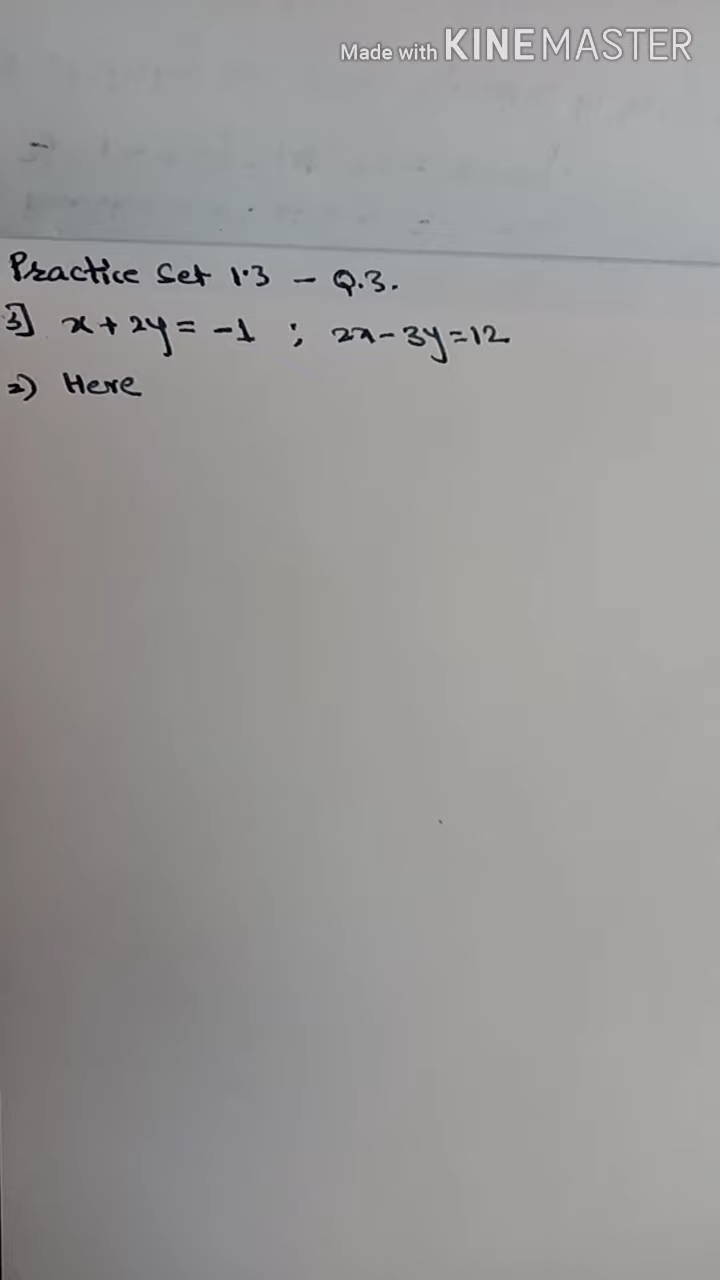 Made with KINEMASTER
Practice Set 1.3 - Q.3.
3] x + 2y = -1 ; 2x - 3y = 12
⇒) Here